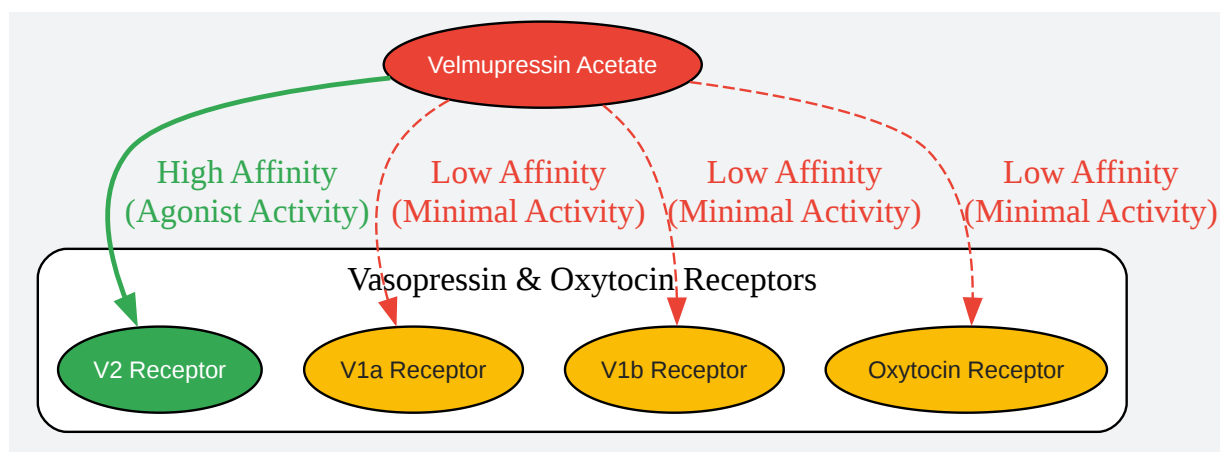 Velmupressin Acetate
High Affinity
(Agonist Activity)
Low Affinity
(Minimal Activity)
Low Affinity
(Minimal Activity)
Low Affinity
(Minimal Activity)
Vasopressin & Oxytocin Receptors
V2 Receptor
V1a Receptor
V1b Receptor
Oxytocin Receptor